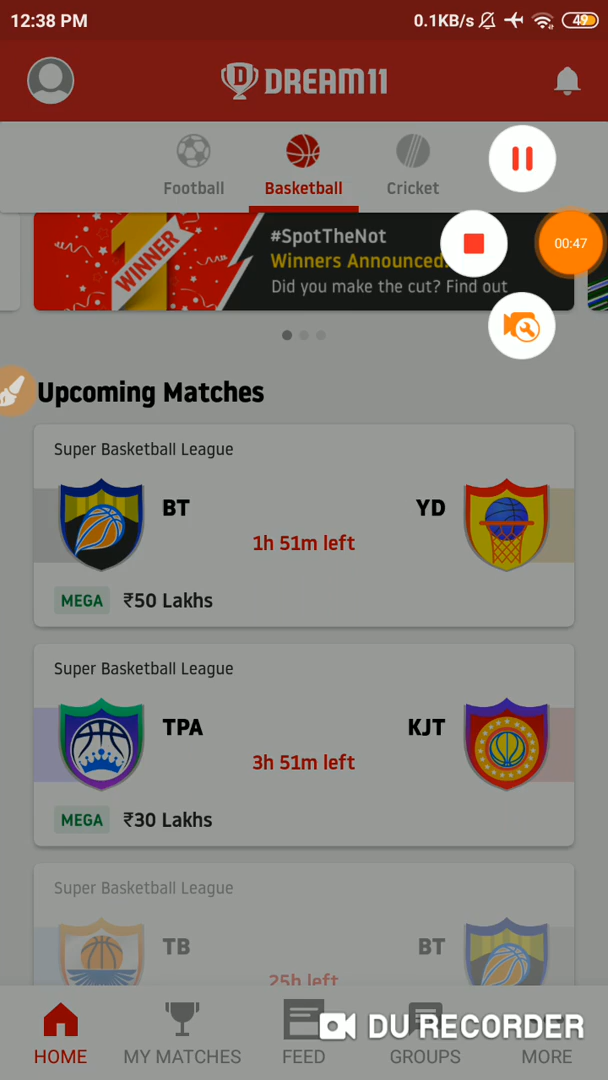 12:38 PM
0.1KB/s
49
DREAM11
Football
Basketball
Cricket
00:47
1
WINNER
#SpotTheNot
Winners Announced.
Did you make the cut? Find out
Upcoming Matches
Super Basketball League
BT
YD
1h 51m left
MEGA ₹50 Lakhs
Super Basketball League
TPA
KJT
3h 51m left
MEGA ₹30 Lakhs
Super Basketball League
TB
BT
25h left
DU RECORDER
HOME
MY MATCHES
FEED
GROUPS
MORE